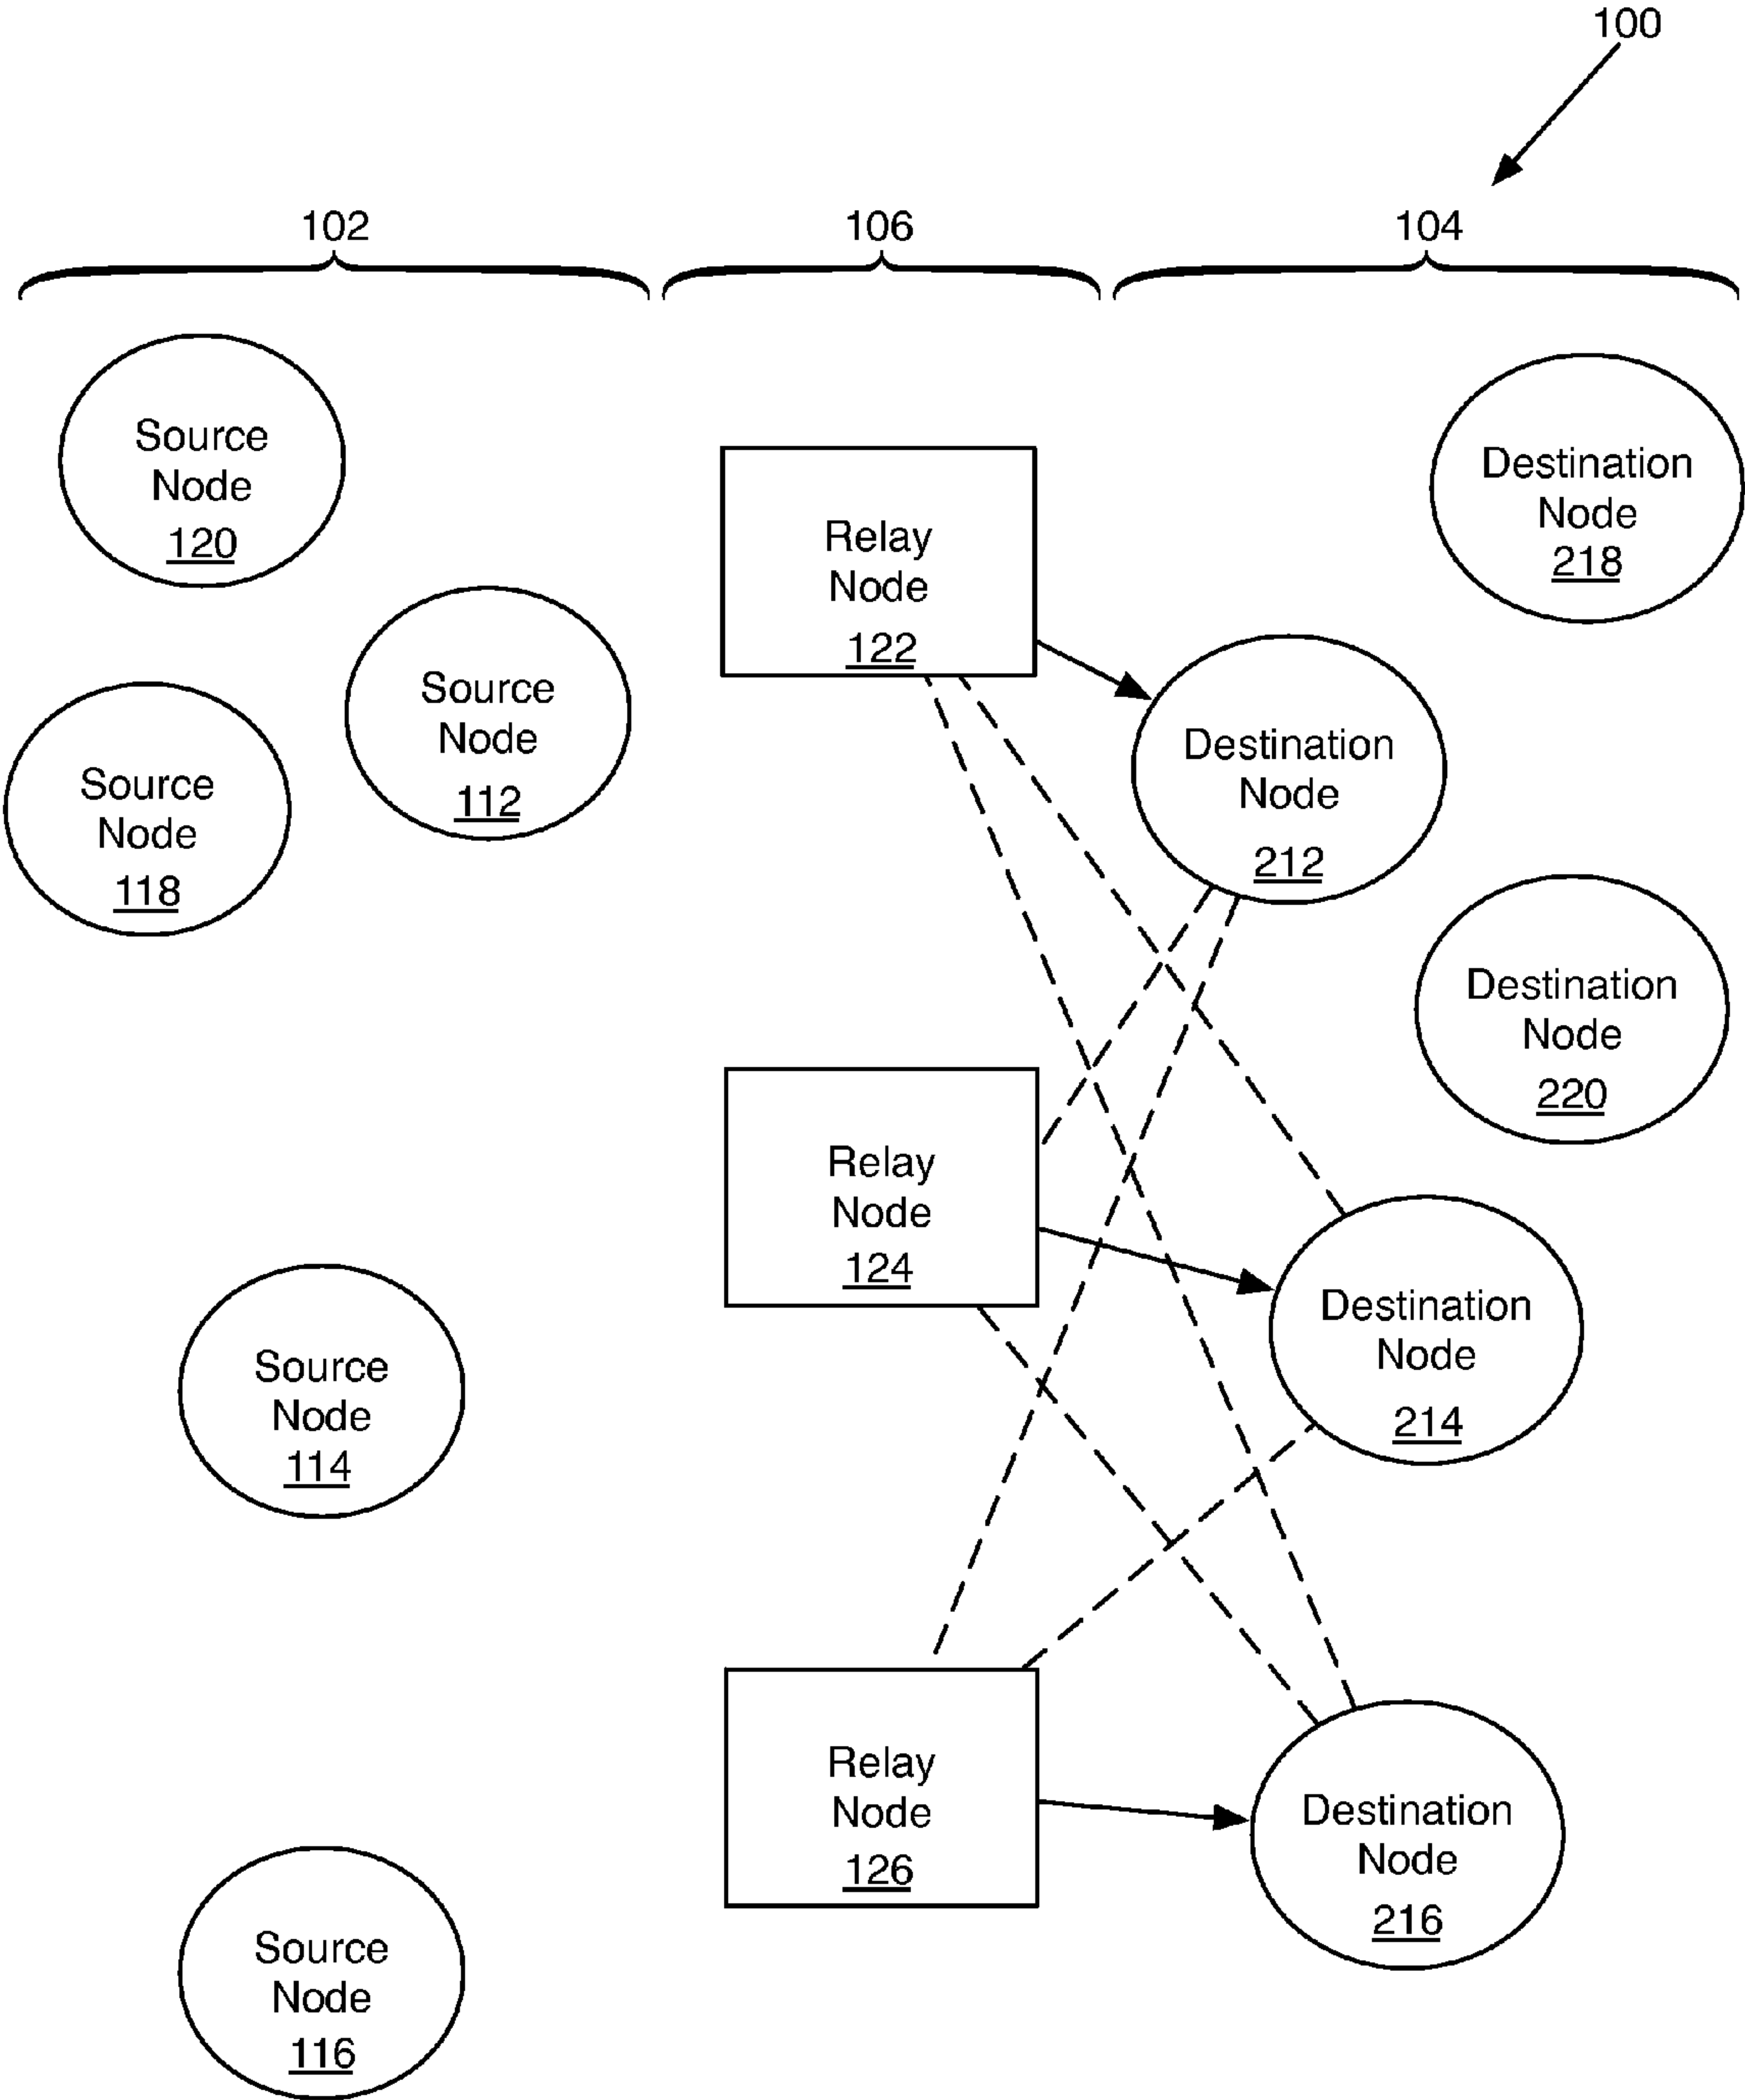 100
102
106
104
Source
Node
120
Source
Node
112
Source
Node
118
Source
Node
114
Source
Node
116
Relay
Node
122
Relay
Node
124
Relay
Node
126
Destination
Node
218
Destination
Node
212
Destination
Node
220
Destination
Node
214
Destination
Node
216